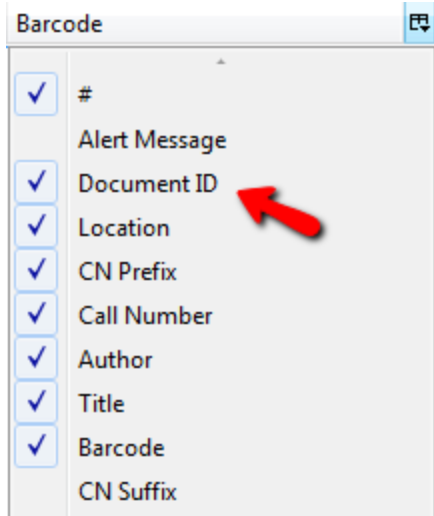 Barcode
#
Alert Message
Document ID
Location
CN Prefix
Call Number
Author
Title
Barcode
CN Suffix